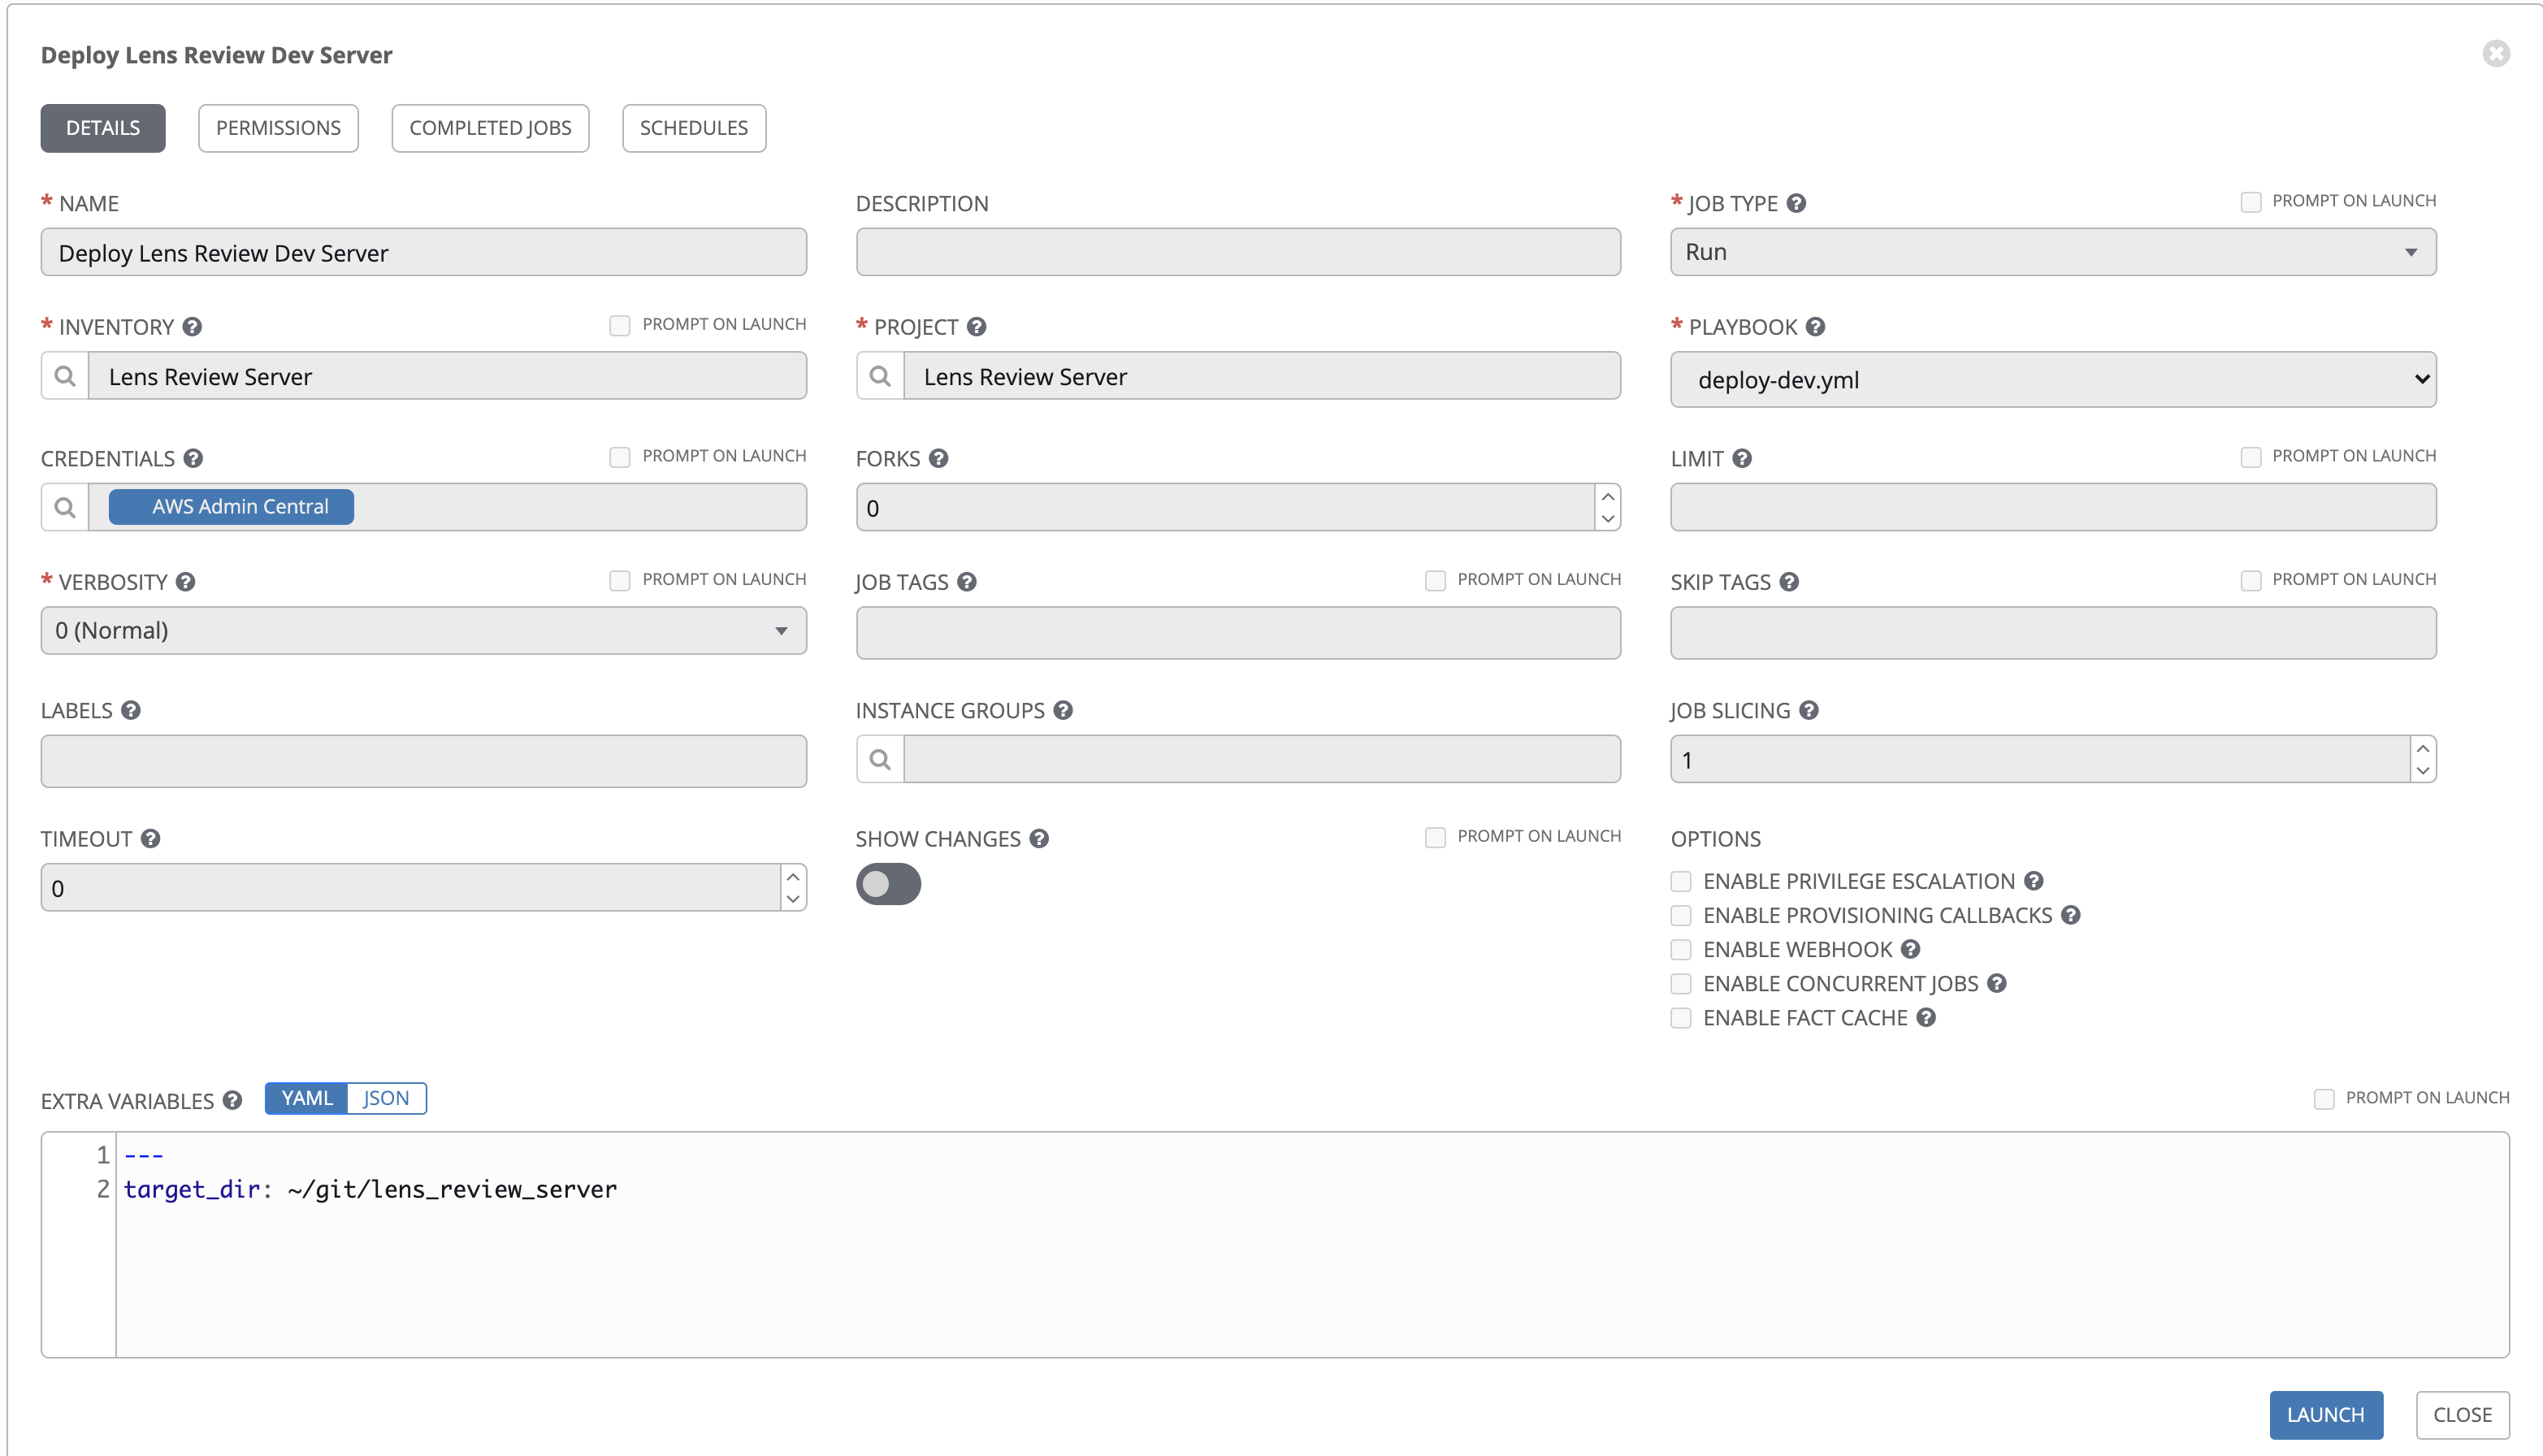 Deploy Lens Review Dev Server
DETAILS PERMISSIONS COMPLETED JOBS SCHEDULES
* NAME
Deploy Lens Review Dev Server
DESCRIPTION
* JOB TYPE ? PROMPT ON LAUNCH
Run
* INVENTORY ? PROMPT ON LAUNCH
Lens Review Server
* PROJECT ?
Lens Review Server
* PLAYBOOK ?
deploy-dev.yml
CREDENTIALS ? PROMPT ON LAUNCH
AWS Admin Central
FORKS ?
0
LIMIT ? PROMPT ON LAUNCH
* VERBOSITY ? PROMPT ON LAUNCH
0 (Normal)
JOB TAGS ? PROMPT ON LAUNCH
SKIP TAGS ? PROMPT ON LAUNCH
LABELS ?
INSTANCE GROUPS ?
JOB SLICING ?
1
TIMEOUT ?
0
SHOW CHANGES ? PROMPT ON LAUNCH
OPTIONS
ENABLE PRIVILEGE ESCALATION ?
ENABLE PROVISIONING CALLBACKS ?
ENABLE WEBHOOK ?
ENABLE CONCURRENT JOBS ?
ENABLE FACT CACHE ?
EXTRA VARIABLES ? YAML JSON PROMPT ON LAUNCH
1 ---
2 target_dir: ~/git/lens_review_server
LAUNCH CLOSE